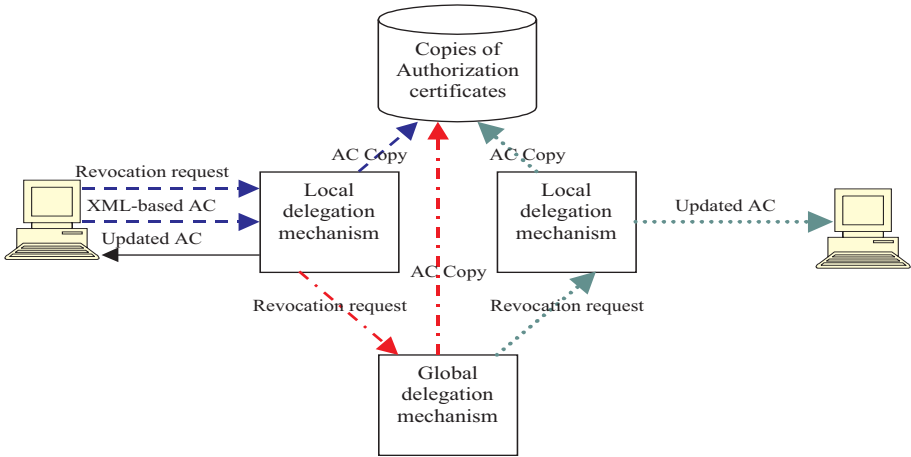 Copies of
Authorization
certificates
AC Copy
AC Copy
Revocation request
XML-based AC
Updated AC
Local
delegation
mechanism
Local
delegation
mechanism
Updated AC
AC Copy
Revocation request
Revocation request
Global
delegation
mechanism